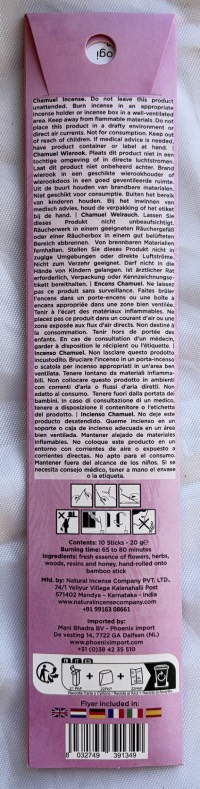 Chamuel Incense. Do not leave this product
unattended. Burn incense in an appropriate
incense holder or incense box in a well-ventilated
area. Keep away from flammable materials. Do not
place this product in a drafty environment or
direct air currents. Not for consumption. Keep out
of reach of children. If medical advice is needed,
have product container or label at hand. |
Chamuel Wierook. Plaats dit product niet in een
tochtige omgeving of in directe luchtstromen.
Laat dit product niet onbeheerd achter. Brand
wierook in een geschikte wierookhouder of
wierookdoos in een goed geventileerde ruimte.
Uit de buurt houden van brandbare materialen.
Niet geschikt voor consumptie. Buiten het bereik
van kinderen houden. Bij het inwinnen van
medisch advies, houd de verpakking of het etiket
bij de hand. | Chamuel Weirauch. Lassen Sie
dieses Produkt nicht unbeaufsichtigt.
Räucherwerk in einem geeigneten Räuchergefäß
oder einer Räucherbox in einem gut belüfteten
Bereich abbrennen. Von brennbaren Materialien
fernhalten. Stellen Sie dieses Produkt nicht in
zugige Umgebungen oder direkte Luftströme.
Nicht zum Verzehr geeignet. Darf nicht in die
Hände von Kindern gelangen. Ist ärztlicher Rat
erforderlich, Verpackung oder Kennzeichnungs-
etikett bereithalten. | Encens Chamuel. Ne laissez
pas ce produit sans surveillance. Faites brûler
l'encens dans un porte-encens ou une boîte à
encens appropriée dans une zone bien ventilée.
Tenir à l'écart des matériaux inflammables. Ne
placez pas ce produit dans un courant d'air ou une
zone exposée aux flux d'air directs. Non destiné à
la consommation. Tenir hors de portée des
enfants. En cas de consultation d'un médecin,
garder à disposition le récipient ou l'étiquette. |
Incenso Chamuel. Non lasciare questo prodotto
incustodito. Bruciare l'incenso in un porta-incenso
o scatola per incenso appropriati in un'area ben
ventilata. Tenere lontano da materiali infiamma-
bili. Non collocare questo prodotto in ambienti
con correnti d'aria o flussi d'aria diretti. Non
adatto al consumo. Tenere fuori dalla portata dei
bambini. In caso di consultazione di un medico,
tenere a disposizione il contenitore o l'etichetta
del prodotto. | Incienso Chamuel. No deje este
producto desatendido. Queme incienso en un
soporte o caja de incienso adecuada en un área
bien ventilada. Mantener alejado de materiales
inflamables. No coloque este producto en un
entorno con corrientes de aire o expuesto a
corrientes directas. No apto para el consumo.
Mantener fuera del alcance de los niños. Si se
necesita consejo médico, tener a mano el envase
o la etiqueta.
Contents: 10 Sticks - 20 g℮
Burning time: 65 to 80 minutes
Ingredients: fresh essence of flowers, herbs,
woods, resins and honey, hand-rolled onto
bamboo stick
Mfd. by: Natural Incense Company PVT. LTD.
74/1 Yelliyur Village Kalenahalli Post
571402 Mandya - Karnataka - India
www.naturalincensecompany.com
+91 99163 08661
Imported by:
Mani Bhadra BV - Phoenix import
De vesting 14, 7722 GA Dalfsen (NL)
www.phoeniximport.com
+31 (0)38 42 35 510
FR IT ES
Flyer included in:
8 032749 391349